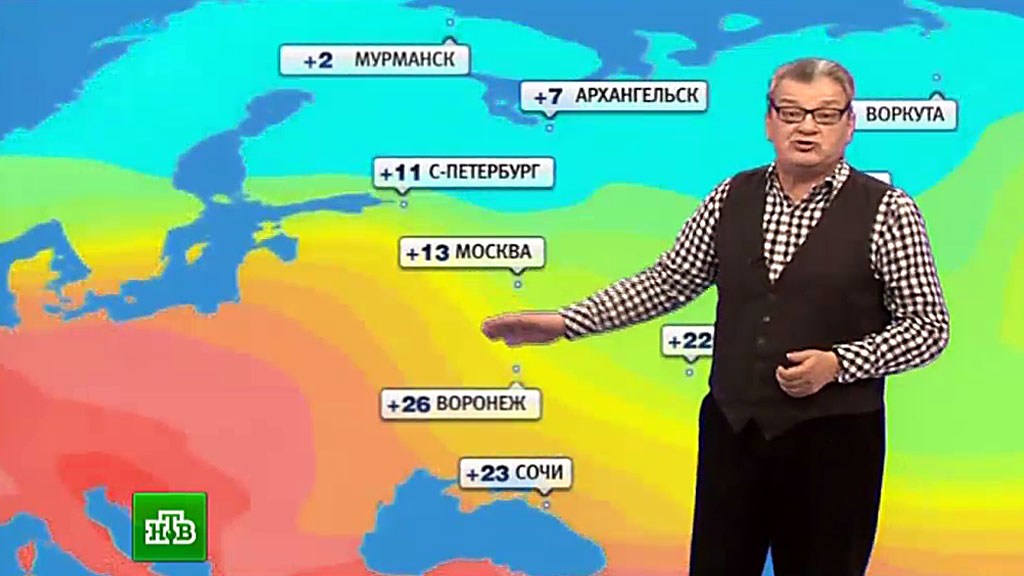 +2 МУРМАНСК
+7 АРХАНГЕЛЬСК
ВОРКУТА
+11 С-ПЕТЕРБУРГ
+13 МОСКВА
+22
+26 ВОРОНЕЖ
+23 СОЧИ
НТВ